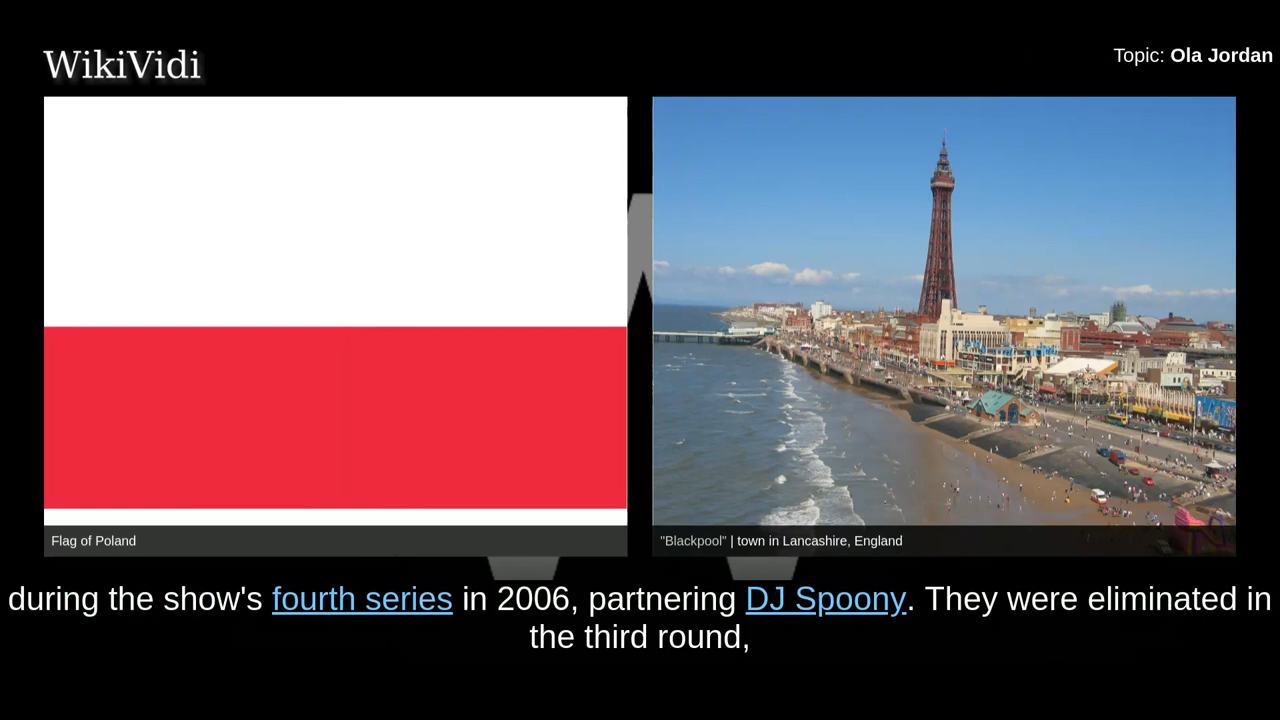 WikiVidi
Topic: Ola Jordan
Flag of Poland
"Blackpool" | town in Lancashire, England
during the show's fourth series in 2006, partnering DJ Spoony. They were eliminated in
the third round,